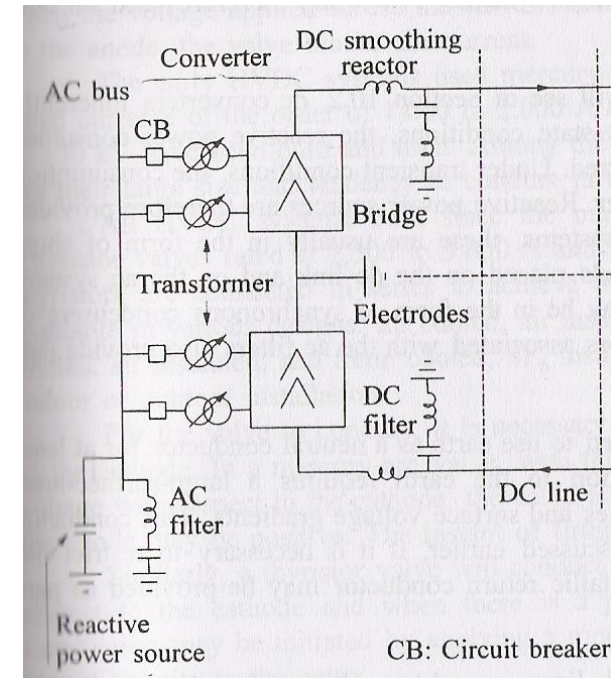 DC smoothing
reactor
Converter
AC bus
CB
Bridge
Transformer
Electrodes
DC
filter
DC line
AC
filter
Reactive
power source
CB: Circuit breaker